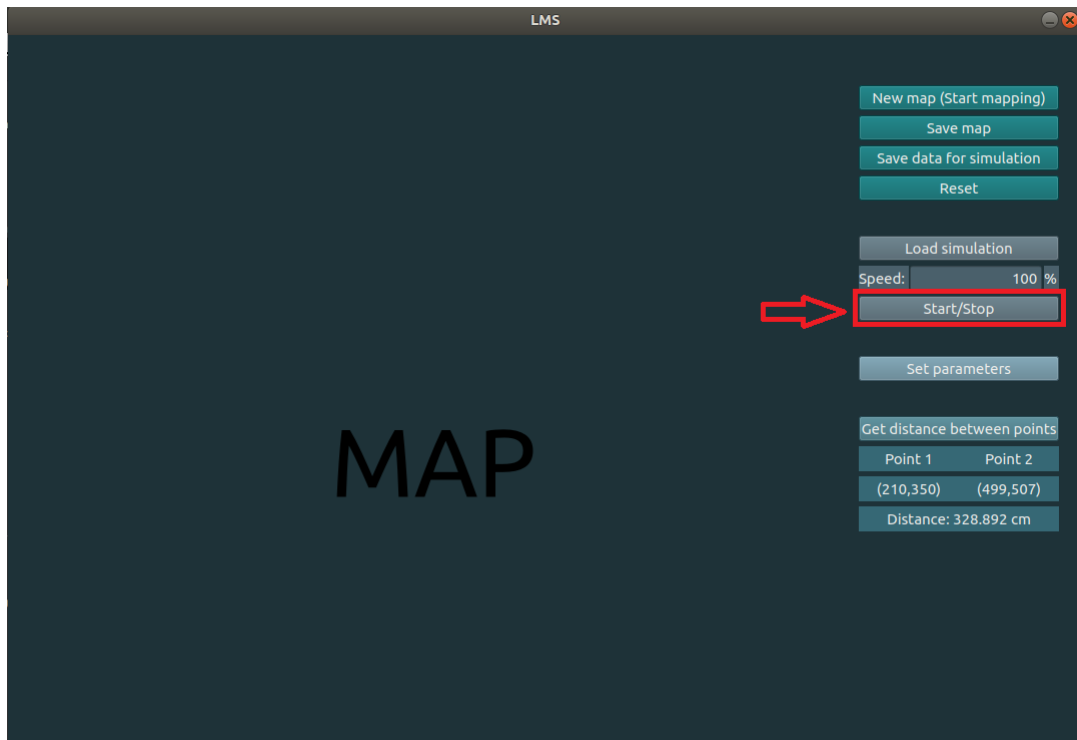 LMS
New map (Start mapping)
Save map
Save data for simulation
Reset
Load simulation
Speed: 100 %
Start/Stop
Set parameters
Get distance between points
Point 1 Point 2
(210,350) (499,507)
Distance: 328.892 cm
MAP